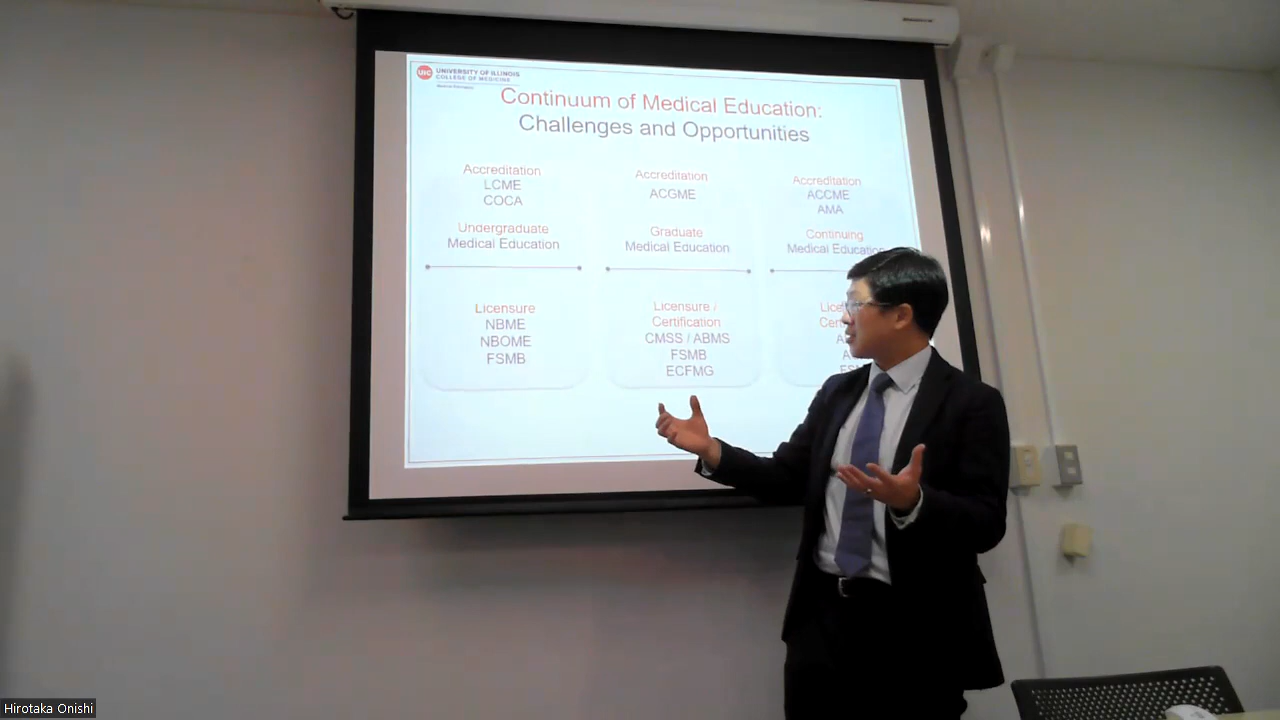 UIC
UNIVERSITY OF ILLINOIS
COLLEGE OF MEDICINE
Continuum of Medical Education:
Challenges and Opportunities
Accreditation
LCME
COCA
Undergraduate
Medical Education
Licensure
NBME
NBOME
FSMB
Accreditation
ACGME
Graduate
Medical Education
Licensure /
Certification
CMSS / ABMS
FSMB
ECFMG
Accreditation
ACCME
AMA
Continuing
Medical Education
Hirotaka Onishi